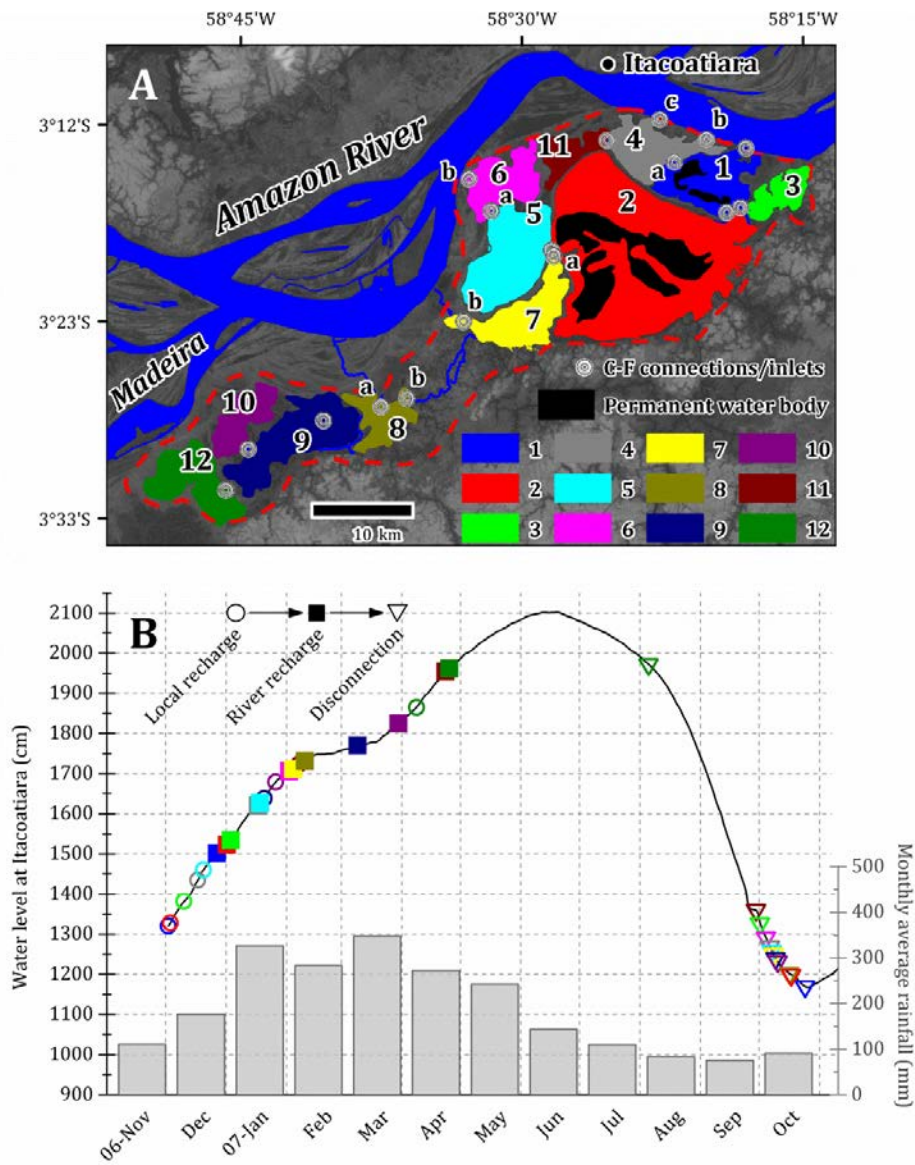 58°45'W 58°30'W 58°15'W
A
Itacoatiara
3°12'S
Amazon River
c
b
4
11
a
1
3
b
6
a
2
5
a
3°23'S
b
7
Madeira
C-F connections/inlets
a
b
10
Permanent water body
9
8
12
1 4 7 10
2 5 8 11
3 6 9 12
3°33'S
10 km
B
Local recharge
River recharge
Disconnection
Water level at Itacoatiara (cm)
2100
2000
1900
1800
1700
1600
1500
1400
1300
1200
1100
1000
900
Monthly average rainfall (mm)
500
400
300
200
100
0
06-Nov Dec 07-Jan Feb Mar Apr May Jun Jul Aug Sep Oct